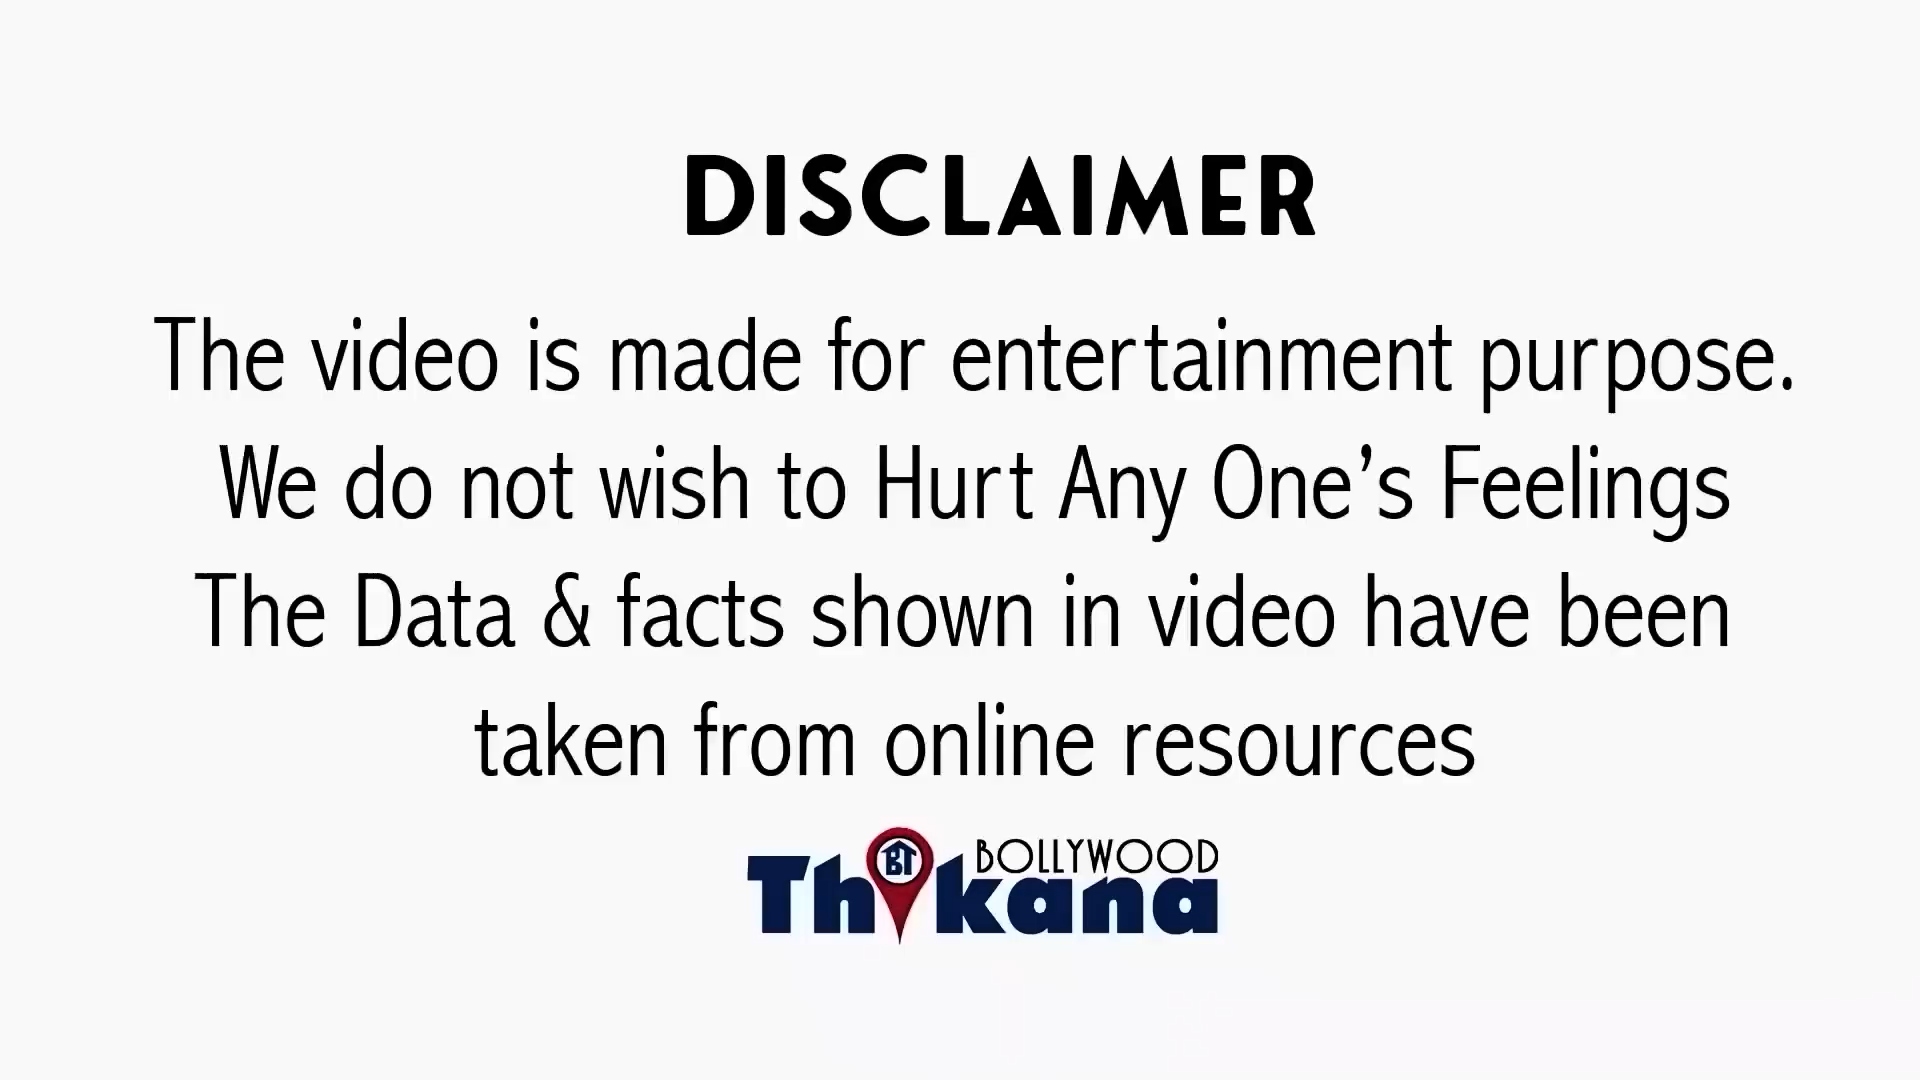 DISCLAIMER
The video is made for entertainment purpose.
We do not wish to Hurt Any One’s Feelings
The Data & facts shown in video have been
taken from online resources
BOLLYWOOD
BT
Thikana